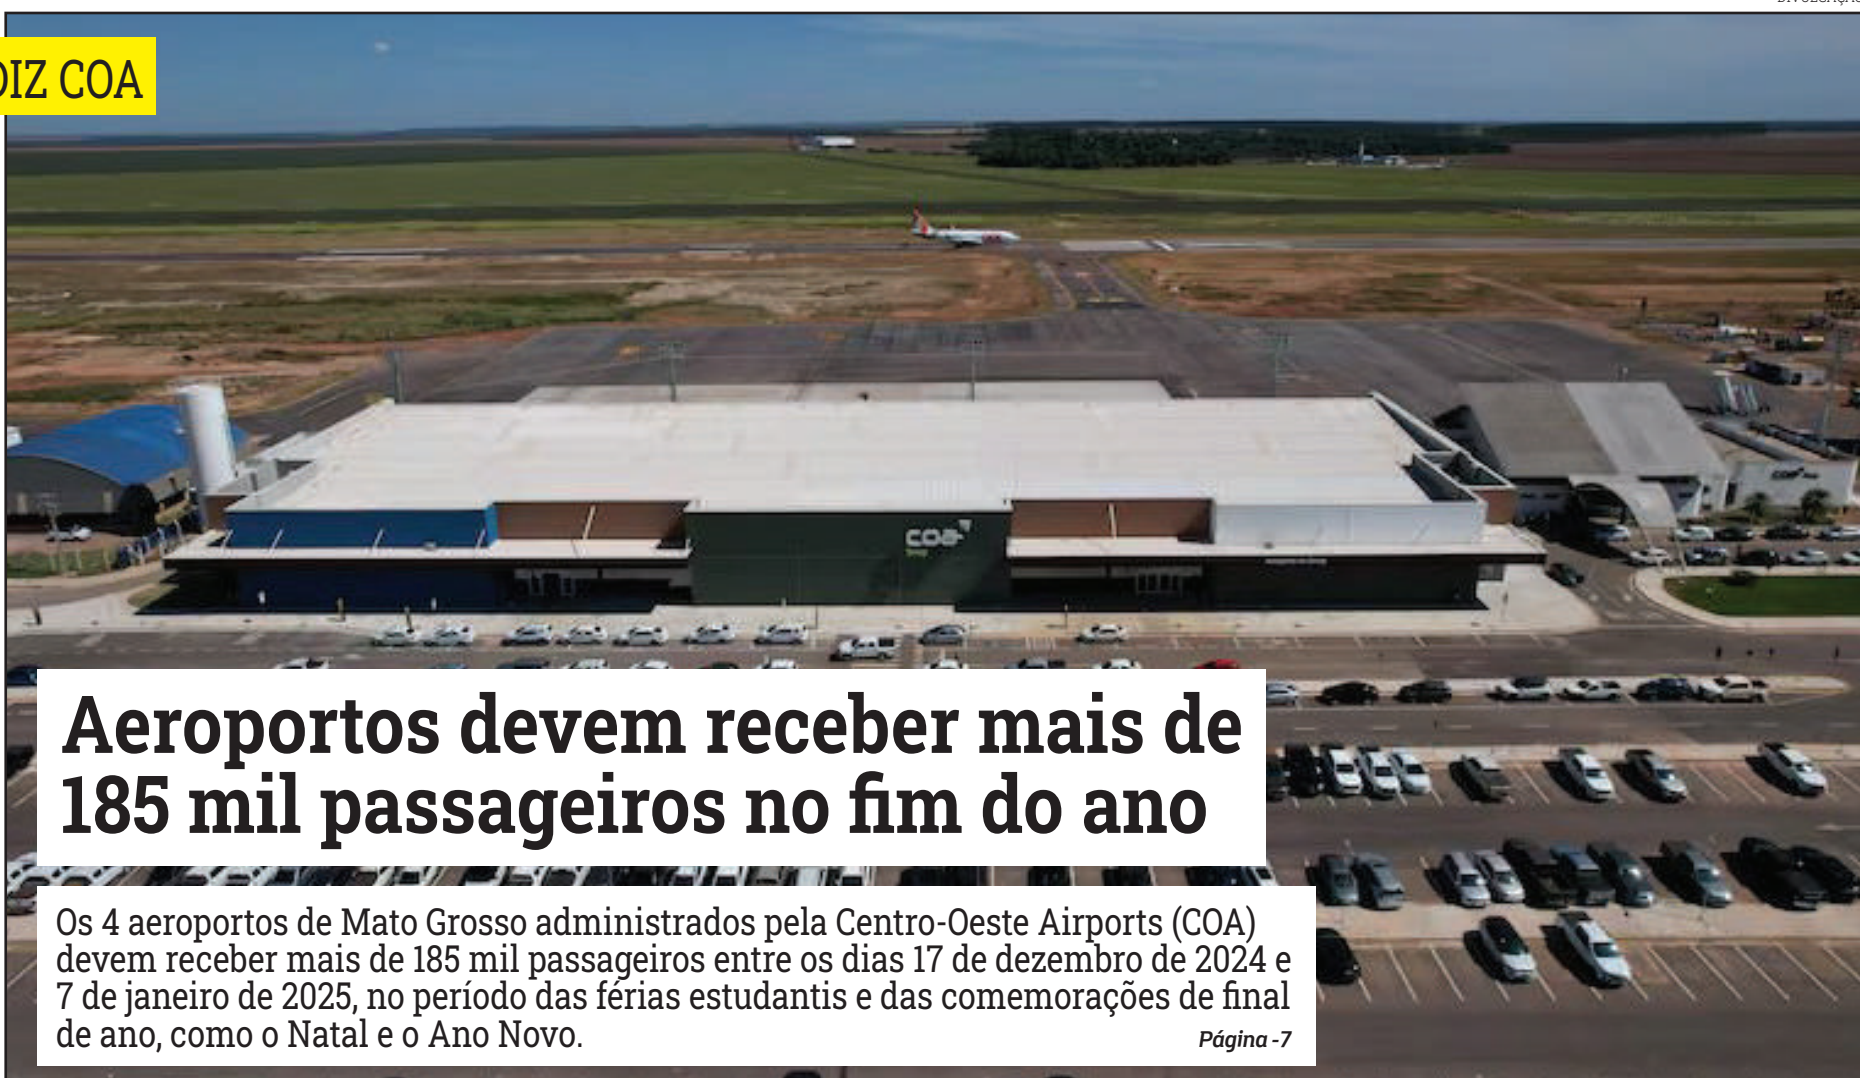 DIZ COA
coa
Aeroportos devem receber mais de
185 mil passageiros no fim do ano
Os 4 aeroportos de Mato Grosso administrados pela Centro-Oeste Airports (COA)
devem receber mais de 185 mil passageiros entre os dias 17 de dezembro de 2024 e
7 de janeiro de 2025, no período das férias estudantis e das comemorações de final
de ano, como o Natal e o Ano Novo.
Página -7